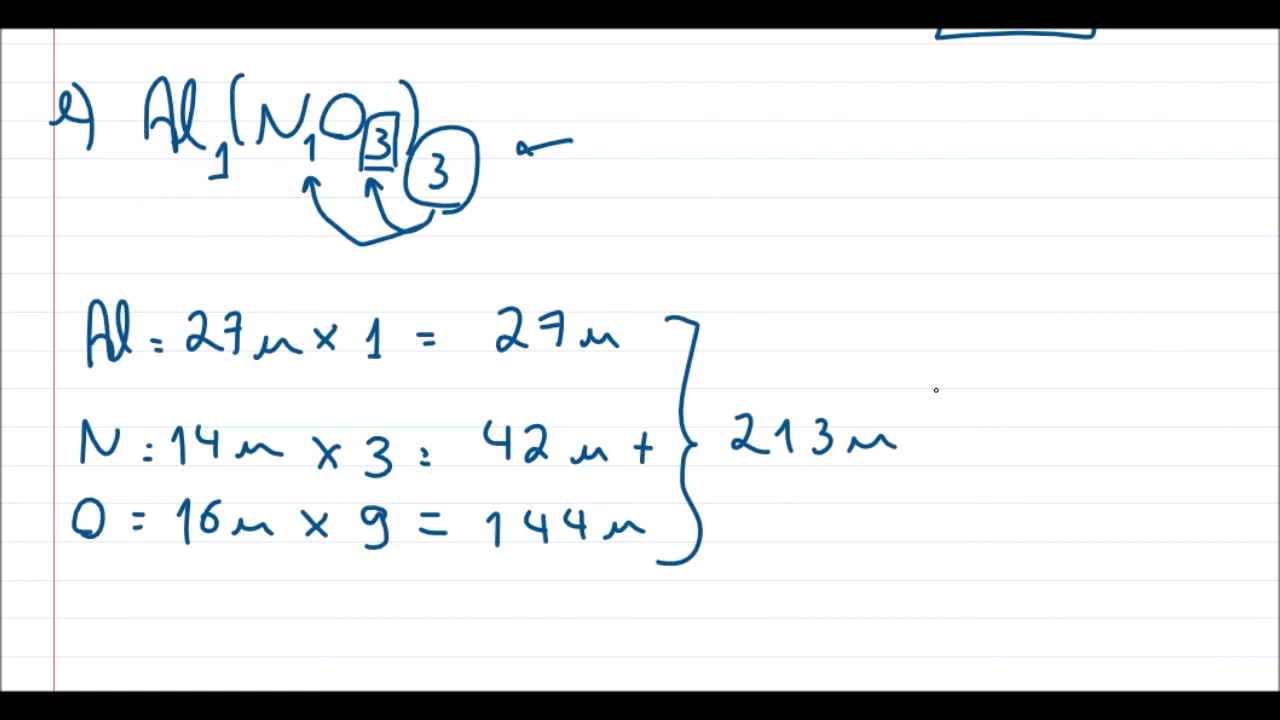 e) Al₁(N₁O₃)₃
Al = 27u x 1 = 27u
N = 14u x 3 = 42u + } 213u
O = 16u x 9 = 144u